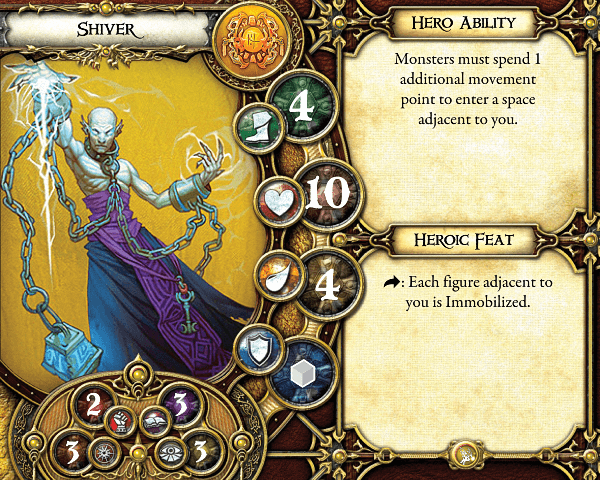 Shiver
4
10
4
2
3
3
3
Hero Ability
Monsters must spend 1
additional movement
point to enter a space
adjacent to you.
Heroic Feat
: Each figure adjacent to
you is Immobilized.